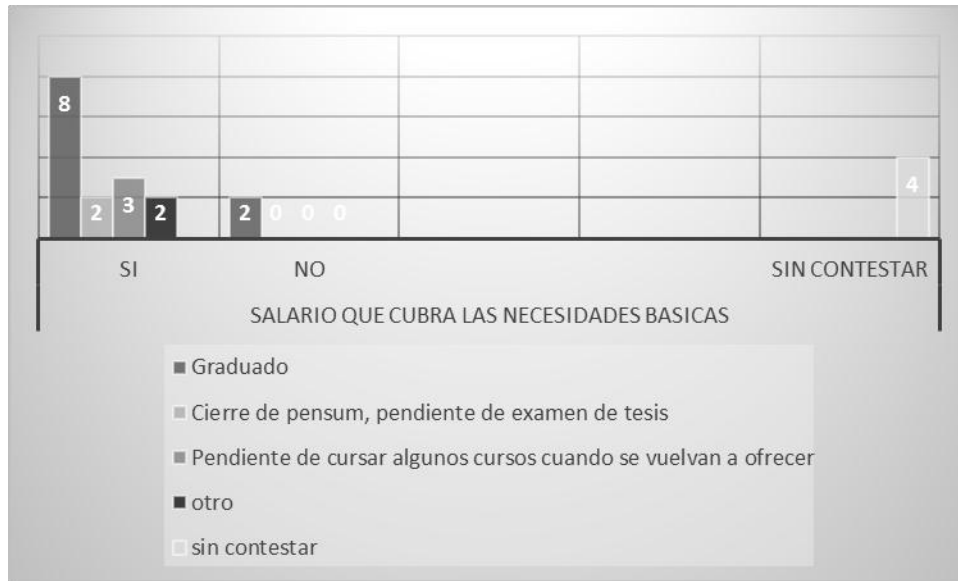 8
2
3
2
2
0
0
0
4
SI
NO
SIN CONTESTAR
SALARIO QUE CUBRA LAS NECESIDADES BASICAS
Graduado
Cierre de pensum, pendiente de examen de tesis
Pendiente de cursar algunos cursos cuando se vuelvan a ofrecer
otro
sin contestar